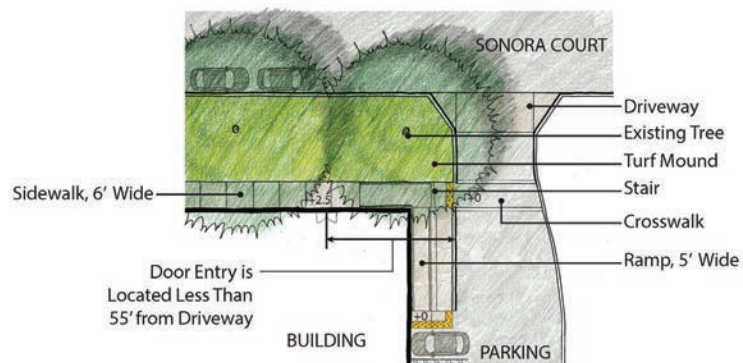 SONORA COURT
Driveway
Existing Tree
Turf Mound
Sidewalk, 6' Wide
Stair
+2.5
+0
Crosswalk
Ramp, 5' Wide
Door Entry is
Located Less Than
55' from Driveway
+0
BUILDING
PARKING